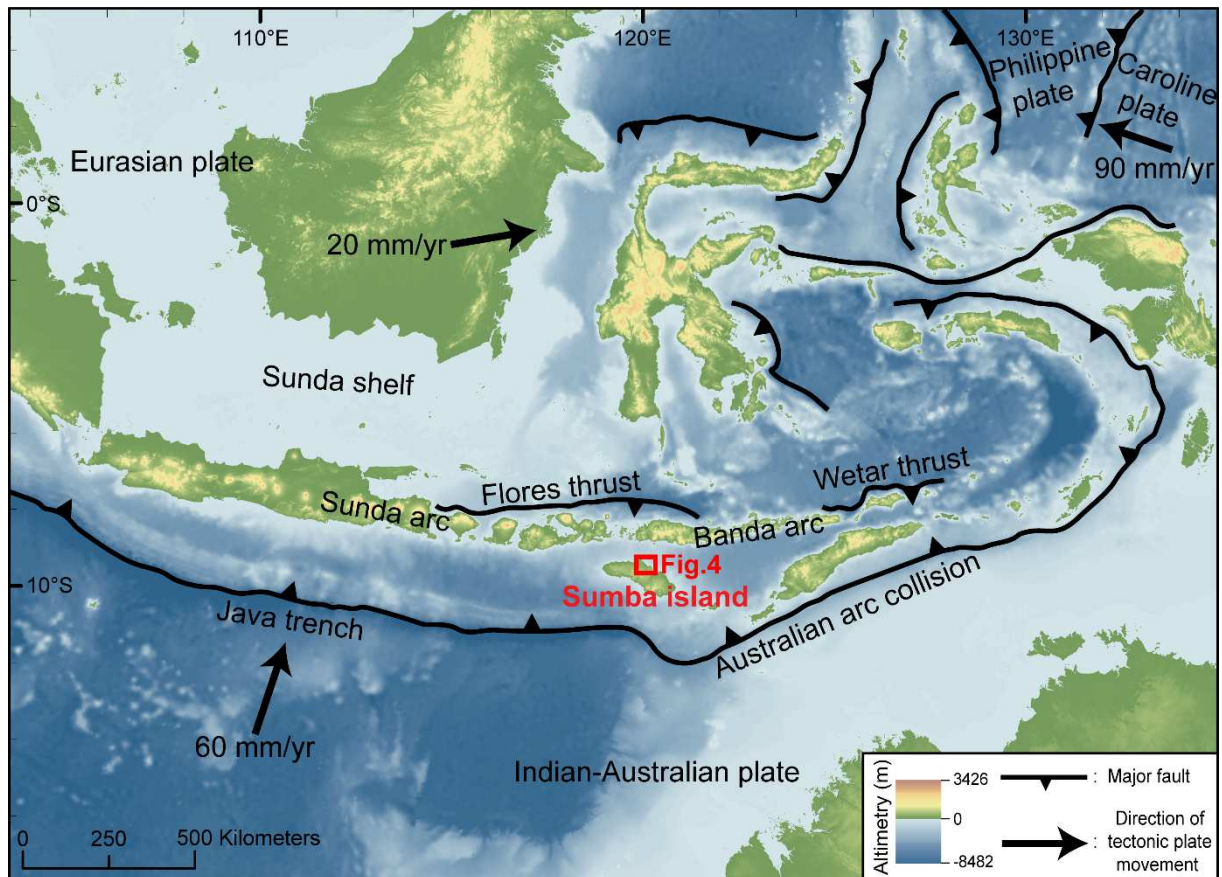 110°E
120°E
130°E
Philippine
plate
Caroline
plate
90 mm/yr
Eurasian plate
0°S
20 mm/yr
Sunda shelf
Flores thrust
Wetar thrust
Sunda arc
Banda arc
Fig.4
10°S
Sumba island
Java trench
Australian arc collision
60 mm/yr
Indian-Australian plate
0 250 500 Kilometers
Altimetry (m)
3426
0
-8482
: Major fault
: Direction of
tectonic plate
movement